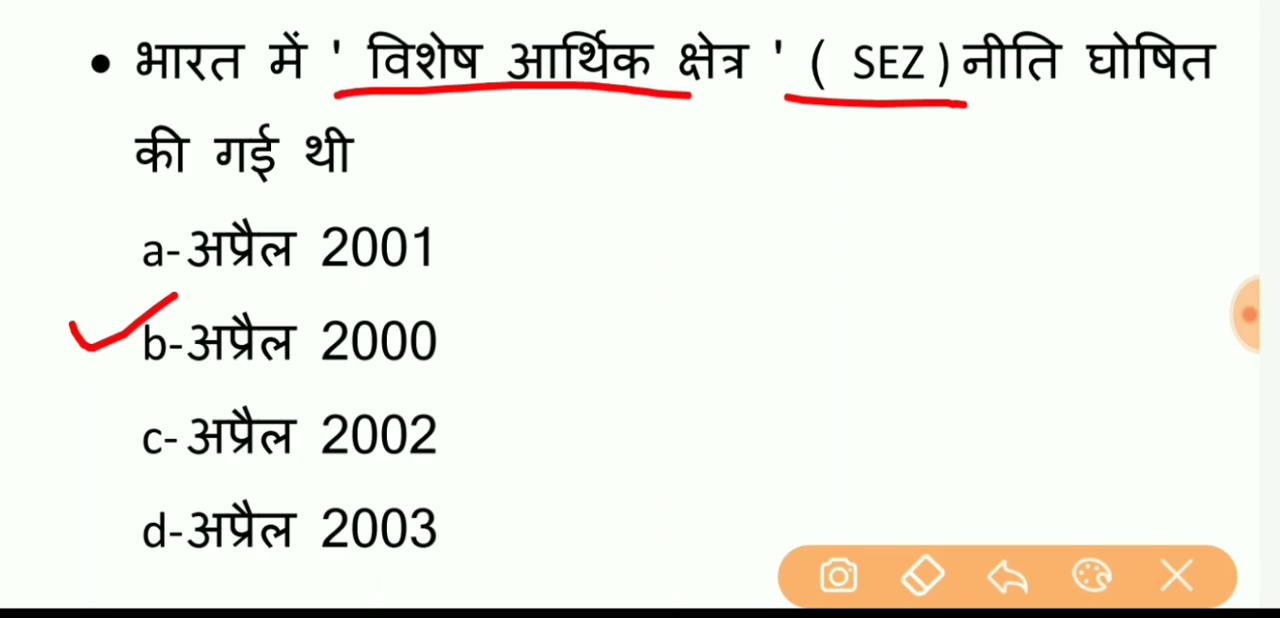 • भारत में ' विशेष आर्थिक क्षेत्र ' ( SEZ ) नीति घोषित
की गई थी
a-अप्रैल 2001
b-अप्रैल 2000
c-अप्रैल 2002
d-अप्रैल 2003